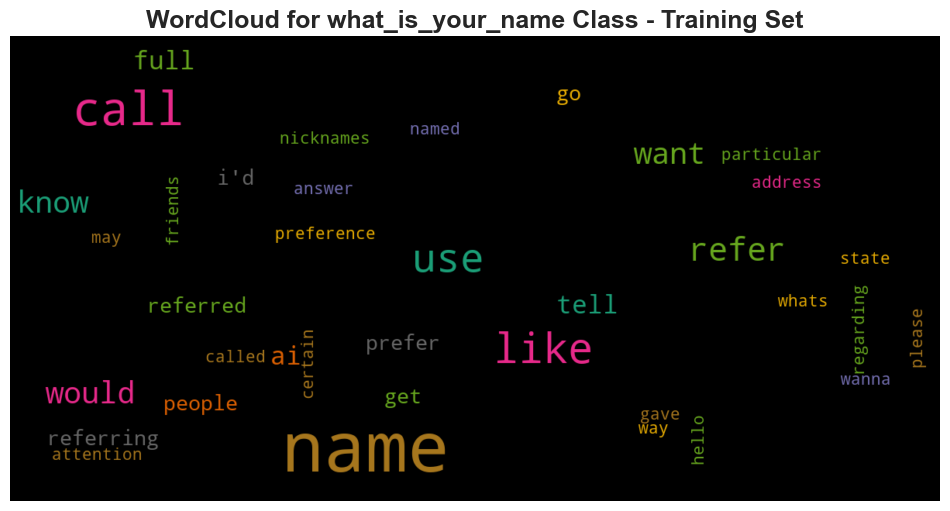 WordCloud for what_is_your_name Class - Training Set
full
call
go
nicknames
named
want
particular
i'd
answer
address
know
friends
may
preference
use
refer
state
referred
tell
whats
regarding
please
called
ai
certain
prefer
like
would
people
get
wanna
referring
attention
name
gave
way
hello